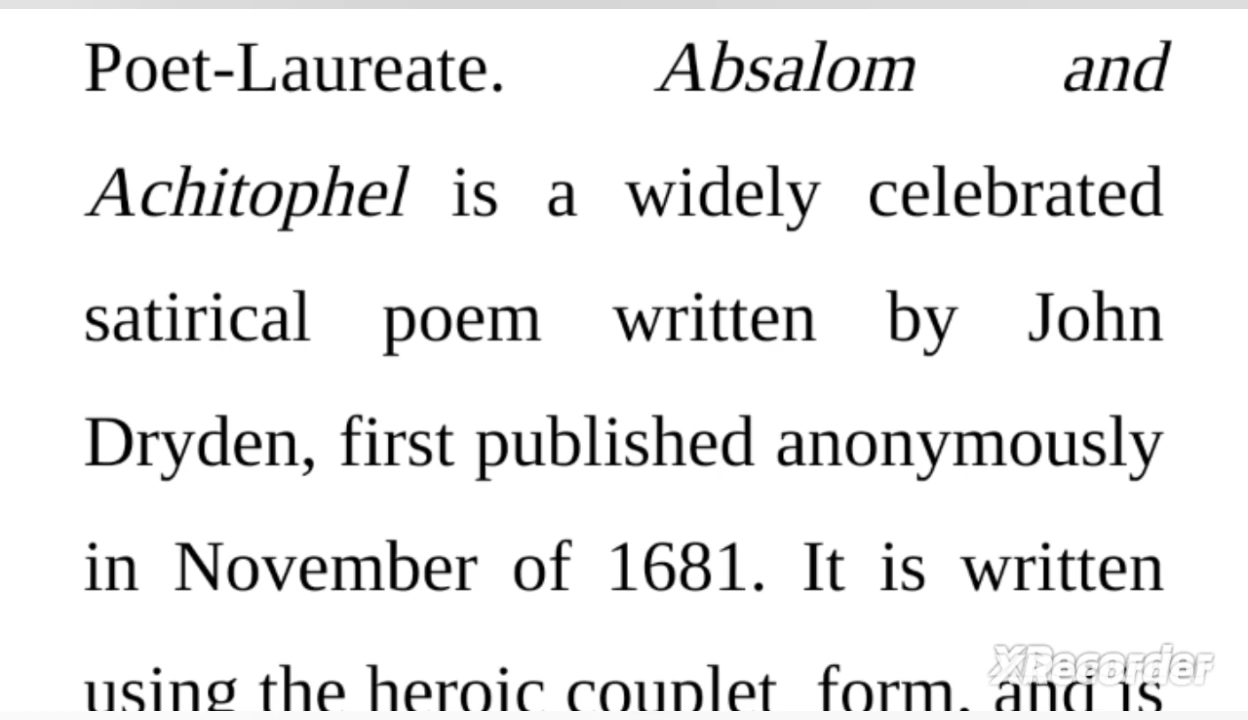 Poet-Laureate. Absalom and
Achitophel is a widely celebrated
satirical poem written by John
Dryden, first published anonymously
in November of 1681. It is written
using the heroic couplet form, and is
XRecorder